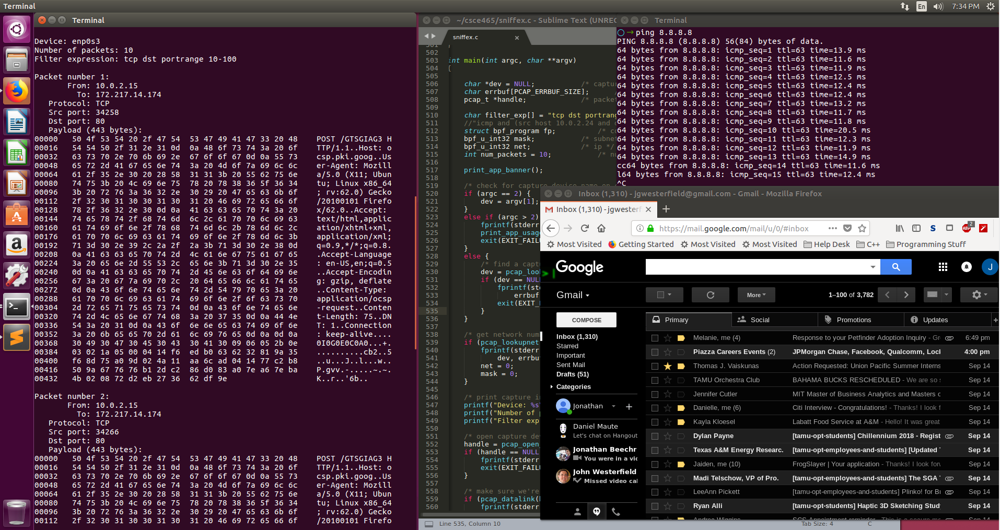 Terminal
En
7:34 PM
Terminal
Device: enp0s3
Number of packets: 10
Filter expression: tcp dst portrange 10-100
Packet number 1:
From: 10.0.2.15
To: 172.217.14.174
Protocol: TCP
Src port: 34258
Dst port: 80
Payload (443 bytes):
00000 50 4f 53 54 20 2f 47 54 53 47 49 41 47 33 20 48 POST /GTSGIAG3 H
00016 54 54 50 2f 31 2e 31 0d 0a 48 6f 73 74 3a 20 6f TTP/1.1..Host: o
00032 63 73 70 2e 70 6b 69 2e 67 6f 6f 67 0d 0a 55 73 csp.pki.goog..Us
00048 65 72 2d 41 67 65 6e 74 3a 20 4d 6f 7a 69 6c 6c er-Agent: Mozill
00064 61 2f 35 2e 30 20 28 58 31 31 3b 20 55 62 75 6e a/5.0 (X11; Ubun
00080 74 75 3b 20 4c 69 6e 75 78 20 78 38 36 5f 36 34 tu; Linux x86_64
00096 3b 20 72 76 3a 36 32 2e 30 29 20 47 65 63 6b 6f ; rv:62.0) Gecko
00112 2f 32 30 31 30 30 31 30 31 20 46 69 72 65 66 6f /20100101 Firefo
00128 78 2f 36 32 2e 30 0d 0a 41 63 63 65 70 74 3a 20 x/62.0..Accept:
00144 74 65 78 74 2f 68 74 6d 6c 2c 61 70 70 6c 69 63 text/html,applic
00160 61 74 69 6f 6e 2f 78 68 74 6d 6c 2b 78 6d 6c 2c ation/xhtml+xml,
00176 61 70 70 6c 69 63 61 74 69 6f 6e 2f 78 6d 6c 3b application/xml;
00192 71 3d 30 2e 39 2c 2a 2f 2a 3b 71 3d 30 2e 38 0d q=0.9,*/*;q=0.8.
00208 0a 41 63 63 65 70 74 2d 4c 61 6e 67 75 61 67 65 .Accept-Language
00224 3a 20 65 6e 2d 55 53 2c 65 6e 3b 71 3d 30 2e 35 : en-US,en;q=0.5
00240 0d 0a 41 63 63 65 70 74 2d 45 6e 63 6f 64 69 6e ..Accept-Encodin
00256 67 3a 20 67 7a 69 70 2c 20 64 65 66 6c 61 74 65 g: gzip, deflate
00272 0d 0a 43 6f 6e 74 65 6e 74 2d 54 79 70 65 3a 20 ..Content-Type:
00288 61 70 70 6c 69 63 61 74 69 6f 6e 2f 6f 63 73 70 application/ocsp
00304 2d 72 65 71 75 65 73 74 0d 0a 43 6f 6e 74 65 6e -request..Conten
00320 74 2d 4c 65 6e 67 74 68 3a 20 37 35 0d 0a 44 4e t-Length: 75..DN
00336 54 3a 20 31 0d 0a 43 6f 6e 6e 65 63 74 69 6f 6e T: 1..Connection
00352 3a 20 6b 65 65 70 2d 61 6c 69 76 65 0d 0a 0d 0a : keep-alive....
00368 30 49 30 47 30 45 30 43 30 41 30 09 06 05 2b 0e 0I0G0E0C0A0...+.
00384 03 02 1a 05 00 04 14 f6 ed b0 63 62 32 81 9a 35 ..........cb2..5
00400 f6 8d 75 a0 9d 02 4a 11 aa 6c ad 04 14 77 c2 b8 ..u...J..l...w..
00416 50 9a 67 76 76 b1 2d c2 86 d0 83 a0 7e a6 7e ba P.gvv.-.....~.~.
00432 4b 02 08 72 d2 eb 27 36 62 df 9e K..r..'6b..
Packet number 2:
From: 10.0.2.15
To: 172.217.14.174
Protocol: TCP
Src port: 34266
Dst port: 80
Payload (443 bytes):
00000 50 4f 53 54 20 2f 47 54 53 47 49 41 47 33 20 48 POST /GTSGIAG3 H
00016 54 54 50 2f 31 2e 31 0d 0a 48 6f 73 74 3a 20 6f TTP/1.1..Host: o
00032 63 73 70 2e 70 6b 69 2e 67 6f 6f 67 0d 0a 55 73 csp.pki.goog..Us
00048 65 72 2d 41 67 65 6e 74 3a 20 4d 6f 7a 69 6c 6c er-Agent: Mozill
00064 61 2f 35 2e 30 20 28 58 31 31 3b 20 55 62 75 6e a/5.0 (X11; Ubun
00080 74 75 3b 20 4c 69 6e 75 78 20 78 38 36 5f 36 34 tu; Linux x86_64
00096 3b 20 72 76 3a 36 32 2e 30 29 20 47 65 63 6b 6f ; rv:62.0) Gecko
00112 2f 32 30 31 30 30 31 30 31 20 46 69 72 65 66 6f /20100101 Firefo
~/csce465/sniffex.c - Sublime Text (UNREC
sniffex.c
501
502
503 int main(int argc, char **argv)
504 {
505
506 char *dev = NULL; /* captur
507 char errbuf[PCAP_ERRBUF_SIZE];
508 pcap_t *handle; /* packet
509
510 char filter_exp[] = "tcp dst portrang
511 //"icmp and (src host 10.0.2.24 and
512 struct bpf_program fp; /* co
513 bpf_u_int32 mask; /* subnet
514 bpf_u_int32 net; /* ip */
515 int num_packets = 10; /* nu
516
517 print_app_banner();
518
519 /* check for capture device name on
520 if (argc == 2) {
521 dev = argv[1];
522 }
523 else if (argc > 2)
524 fprintf(stderr
525 print_app_usag
526 exit(EXIT_FAIL
527 }
528 else {
529 /* find a captu
530 dev = pcap_look
531 if (dev == NULL
532 fprintf(ste
533 errbuf
534 exit(EXIT_
535 }
536 }
537
538 /* get network num
539 if (pcap_lookupnet
540 fprintf(stderr
541 dev, errbu
542 net = 0;
543 mask = 0;
544 }
545
546 /* print capture in
547 printf("Device: %s
548 printf("Number of p
549 printf("Filter exp
550
551 /* open capture dev
552 handle = pcap_open_
553 if (handle == NULL
554 fprintf(stderr
555 exit(EXIT_FAIL
556 }
557
558 /* make sure we're
559 if (pcap_datalink(h
560 fprintf(stderr
Line 535, Column 10
Tab Size: 4
C
Terminal
→ ping 8.8.8.8
PING 8.8.8.8 (8.8.8.8) 56(84) bytes of data.
64 bytes from 8.8.8.8: icmp_seq=1 ttl=63 time=13.9 ms
64 bytes from 8.8.8.8: icmp_seq=2 ttl=63 time=11.6 ms
64 bytes from 8.8.8.8: icmp_seq=3 ttl=63 time=11.9 ms
64 bytes from 8.8.8.8: icmp_seq=4 ttl=63 time=12.5 ms
64 bytes from 8.8.8.8: icmp_seq=5 ttl=63 time=12.4 ms
64 bytes from 8.8.8.8: icmp_seq=6 ttl=63 time=12.4 ms
64 bytes from 8.8.8.8: icmp_seq=7 ttl=63 time=13.2 ms
64 bytes from 8.8.8.8: icmp_seq=8 ttl=63 time=11.7 ms
64 bytes from 8.8.8.8: icmp_seq=9 ttl=63 time=11.8 ms
64 bytes from 8.8.8.8: icmp_seq=10 ttl=63 time=20.5 ms
64 bytes from 8.8.8.8: icmp_seq=11 ttl=63 time=12.3 ms
64 bytes from 8.8.8.8: icmp_seq=12 ttl=63 time=11.9 ms
64 bytes from 8.8.8.8: icmp_seq=13 ttl=63 time=14.9 ms
cc64 bytes from 8.8.8.8: icmp_seq=14 ttl=63 time=11.6 ms
l64 bytes from 8.8.8.8: icmp_seq=15 ttl=63 time=12.4 ms
^C
Inbox (1,310) - jgwesterfield@gmail.com - Gmail - Mozilla Firefox
Inbox (1,310) - jgwesterf
https://mail.google.com/mail/u/0/#inbox
S
ABP
2
Most Visited
Getting Started
Most Visited
Most Visited
Help Desk
C++
Programming Stuff
> |
Google
J
Gmail
More
1–100 of 3,782
COMPOSE
Primary
Social
Promotions
Updates
+
Inbox (1,310)
Starred
Important
Sent Mail
Drafts (51)
Categories
Jonathan
+
Daniel Maute
Let's chat on Hangout
Jonathan Beechr
You were in a vic
John Westerfield
Missed video cal
Melanie, me (4) Response to your Petfinder Adoption Inquiry - Gr 6:49 pm
Piazza Careers Events (2) JPMorgan Chase, Facebook, Qualcomm, Locl 4:00 pm
Thomas J. Vaiskunas Action Requested: Union Pacific Summer Interns Sep 14
TAMU Orchestra Club BAHAMA BUCKS RESCHEDULED - We are so s Sep 14
Jennifer Cutler MIT Master of Business Analytics and Masters c Sep 14
Danielle, me (6) Citi Interview - Congratulations! - Thanks! I look f Sep 14
Kayla Kloesel Labatt Food Service at A&M - Hello! It was great Sep 14
Dylan Payne [tamu-opt-students] Chillennium 2018 - Regist Sep 14
Texas A&M Energy Researc. [tamu-opt-employees-and-students] [Updated Sep 14
Jaiden, me (10) FrogSlayer | Your application - Thanks! I look forv Sep 14
Madi Telschow, VP of Pro. [tamu-opt-employees-and-students] The SGA Sep 14
LeeAnn Pickett [tamu-opt-employees-and-students] Plinko! for Br Sep 14
Ryan Alli [tamu-opt-students] Haptic 3D Sketching Stud Sep 14